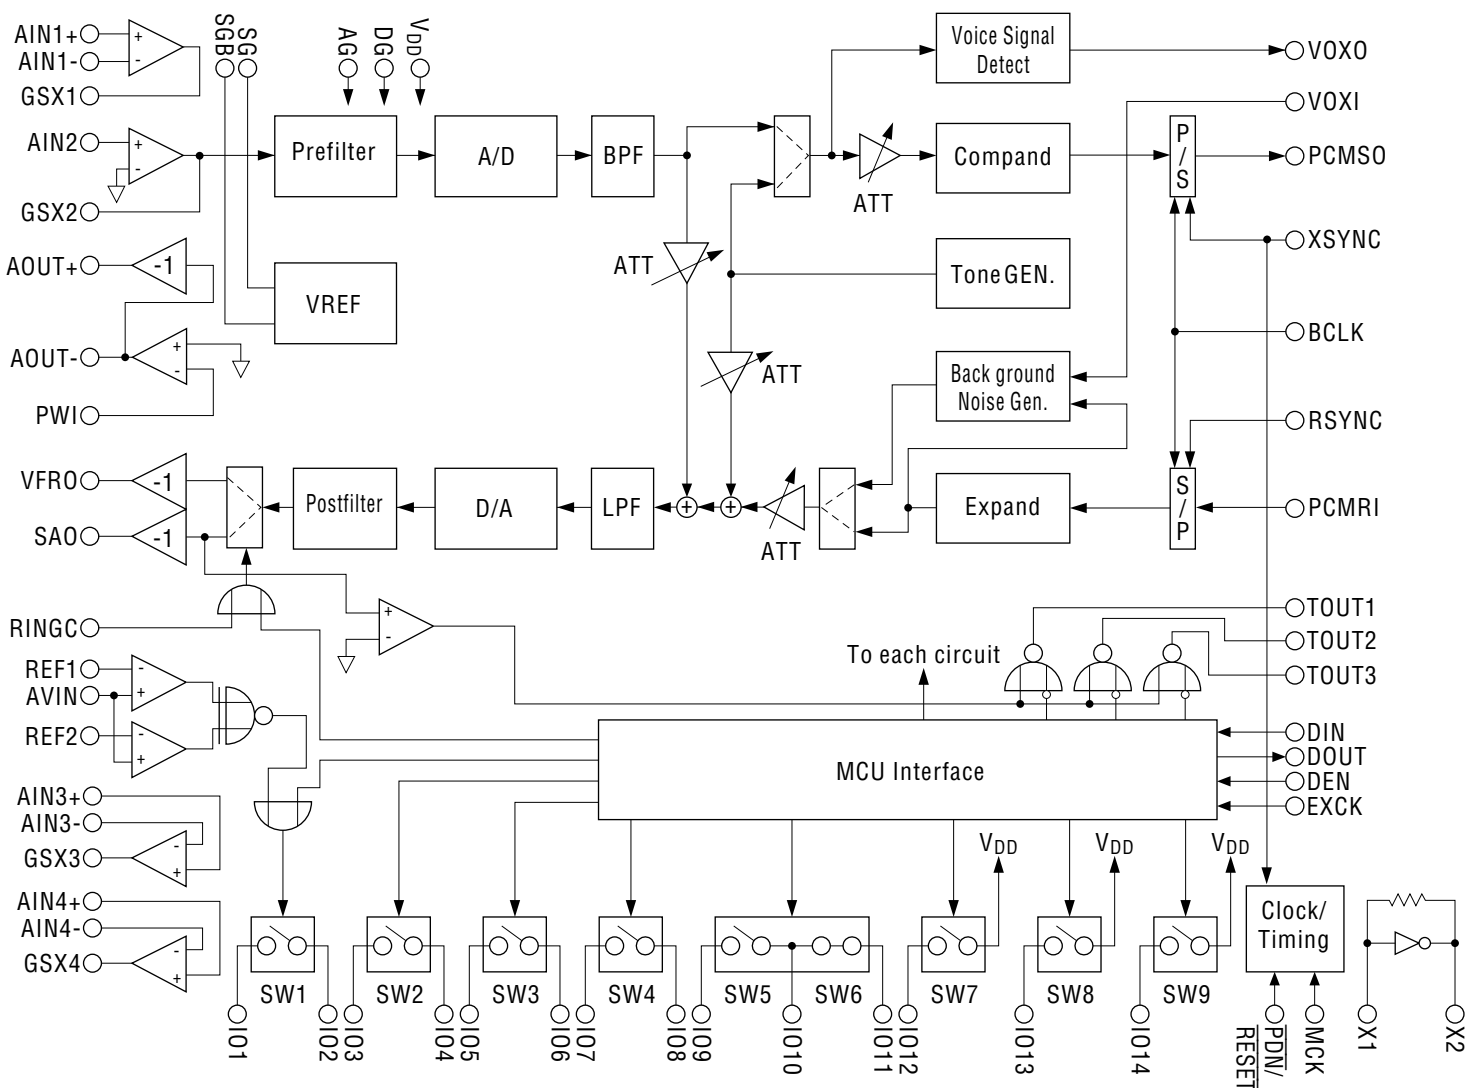 AIN1+
AIN1-
GSX1
AIN2
GSX2
AOUT+
AOUT-
PWI
VFRO
SAO
RINGC
REF1
AVIN
REF2
AIN3+
AIN3-
GSX3
AIN4+
AIN4-
GSX4
SGB
SG
AG
DG
VDD
+
-
+
-
-1
+
-
-1
-1
Prefilter
A/D
BPF
VREF
ATT
ATT
ATT
ATT
Voice Signal
Detect
Compand
Tone GEN.
Back ground
Noise Gen.
Expand
P/S
S/P
Postfilter
D/A
LPF
+
+
+
-
-
+
-
+
-
+
-
+
VOXO
VOXI
PCMSO
XSYNC
BCLK
RSYNC
PCMRI
TOUT1
TOUT2
TOUT3
To each circuit
MCU Interface
DIN
DOUT
DEN
EXCK
VDD
VDD
VDD
Clock/
Timing
SW1
SW2
SW3
SW4
SW5
SW6
SW7
SW8
SW9
IO1
IO2
IO3
IO4
IO5
IO6
IO7
IO8
IO9
IO10
IO11
IO12
IO13
IO14
PDN/
RESET
MCK
X1
X2